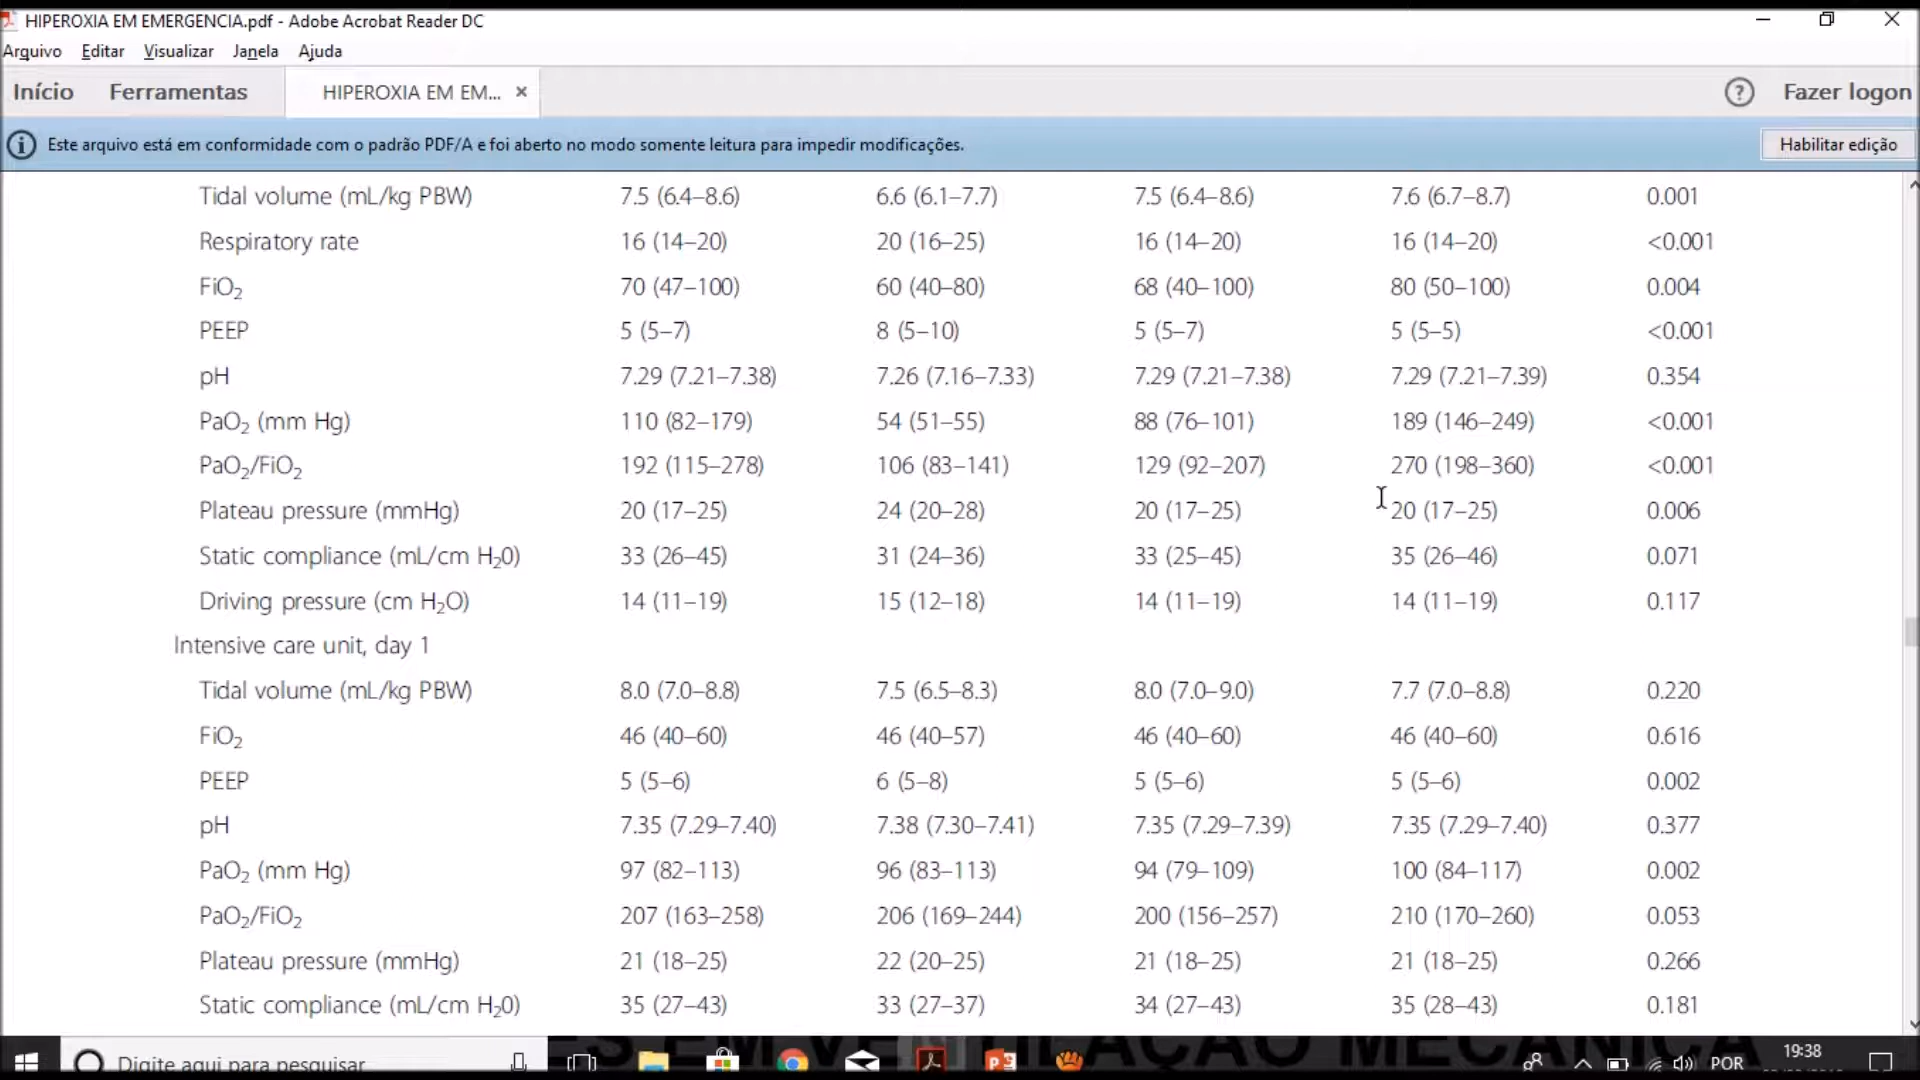 HIPEROXIA EM EMERGENCIA.pdf - Adobe Acrobat Reader DC
Arquivo Editar Visualizar Janela Ajuda
Início Ferramentas HIPEROXIA EM EM... × Fazer logon
Este arquivo está em conformidade com o padrão PDF/A e foi aberto no modo somente leitura para impedir modificações. Habilitar edição
Tidal volume (mL/kg PBW) 7.5 (6.4–8.6) 6.6 (6.1–7.7) 7.5 (6.4–8.6) 7.6 (6.7–8.7) 0.001
Respiratory rate 16 (14–20) 20 (16–25) 16 (14–20) 16 (14–20) <0.001
FiO2 70 (47–100) 60 (40–80) 68 (40–100) 80 (50–100) 0.004
PEEP 5 (5–7) 8 (5–10) 5 (5–7) 5 (5–5) <0.001
pH 7.29 (7.21–7.38) 7.26 (7.16–7.33) 7.29 (7.21–7.38) 7.29 (7.21–7.39) 0.354
PaO2 (mm Hg) 110 (82–179) 54 (51–55) 88 (76–101) 189 (146–249) <0.001
PaO2/FiO2 192 (115–278) 106 (83–141) 129 (92–207) 270 (198–360) <0.001
Plateau pressure (mmHg) 20 (17–25) 24 (20–28) 20 (17–25) 20 (17–25) 0.006
Static compliance (mL/cm H20) 33 (26–45) 31 (24–36) 33 (25–45) 35 (26–46) 0.071
Driving pressure (cm H2O) 14 (11–19) 15 (12–18) 14 (11–19) 14 (11–19) 0.117
Intensive care unit, day 1
Tidal volume (mL/kg PBW) 8.0 (7.0–8.8) 7.5 (6.5–8.3) 8.0 (7.0–9.0) 7.7 (7.0–8.8) 0.220
FiO2 46 (40–60) 46 (40–57) 46 (40–60) 46 (40–60) 0.616
PEEP 5 (5–6) 6 (5–8) 5 (5–6) 5 (5–6) 0.002
pH 7.35 (7.29–7.40) 7.38 (7.30–7.41) 7.35 (7.29–7.39) 7.35 (7.29–7.40) 0.377
PaO2 (mm Hg) 97 (82–113) 96 (83–113) 94 (79–109) 100 (84–117) 0.002
PaO2/FiO2 207 (163–258) 206 (169–244) 200 (156–257) 210 (170–260) 0.053
Plateau pressure (mmHg) 21 (18–25) 22 (20–25) 21 (18–25) 21 (18–25) 0.266
Static compliance (mL/cm H20) 35 (27–43) 33 (27–37) 34 (27–43) 35 (28–43) 0.181
Digite aqui para pesquisar EM MECÂNICA POR 19:38